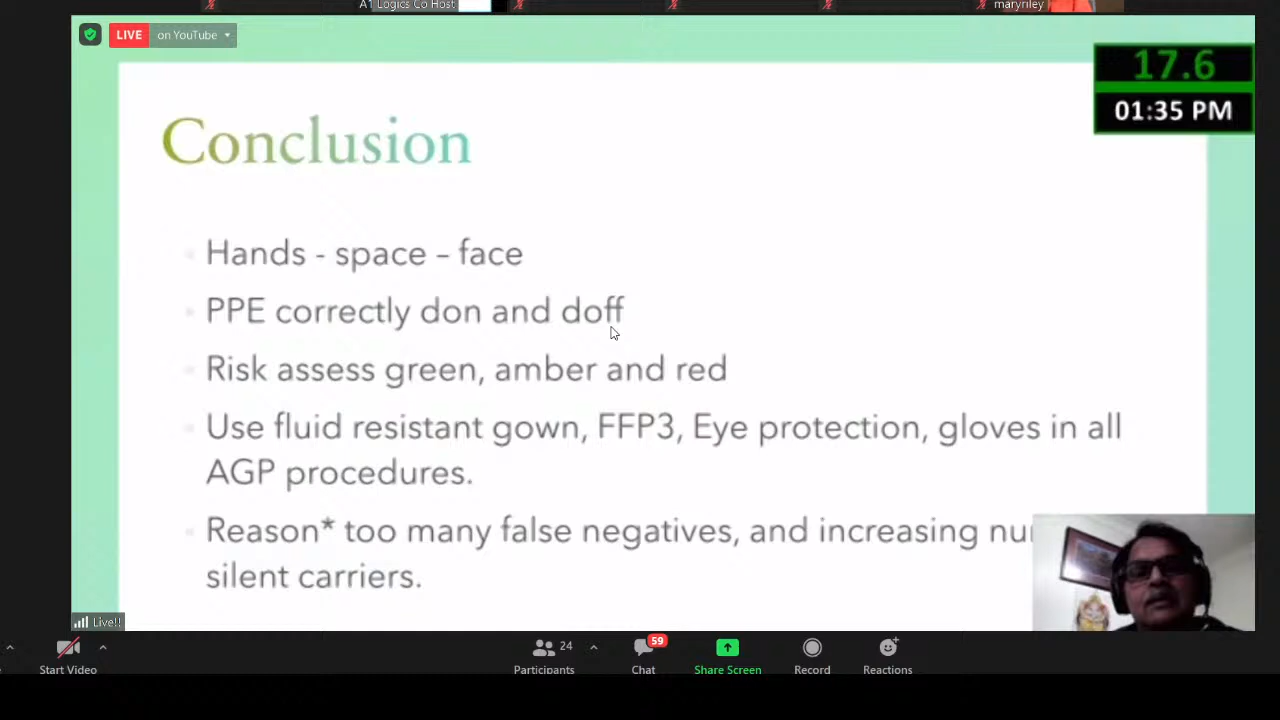 A1 Logics Co Host
maryriley
LIVE on YouTube
17.6
01:35 PM
Conclusion
Hands - space – face
PPE correctly don and doff
Risk assess green, amber and red
Use fluid resistant gown, FFP3, Eye protection, gloves in all
AGP procedures.
Reason* too many false negatives, and increasing
silent carriers.
Live!!
24
59
Start Video
Participants
Chat
Share Screen
Record
Reactions